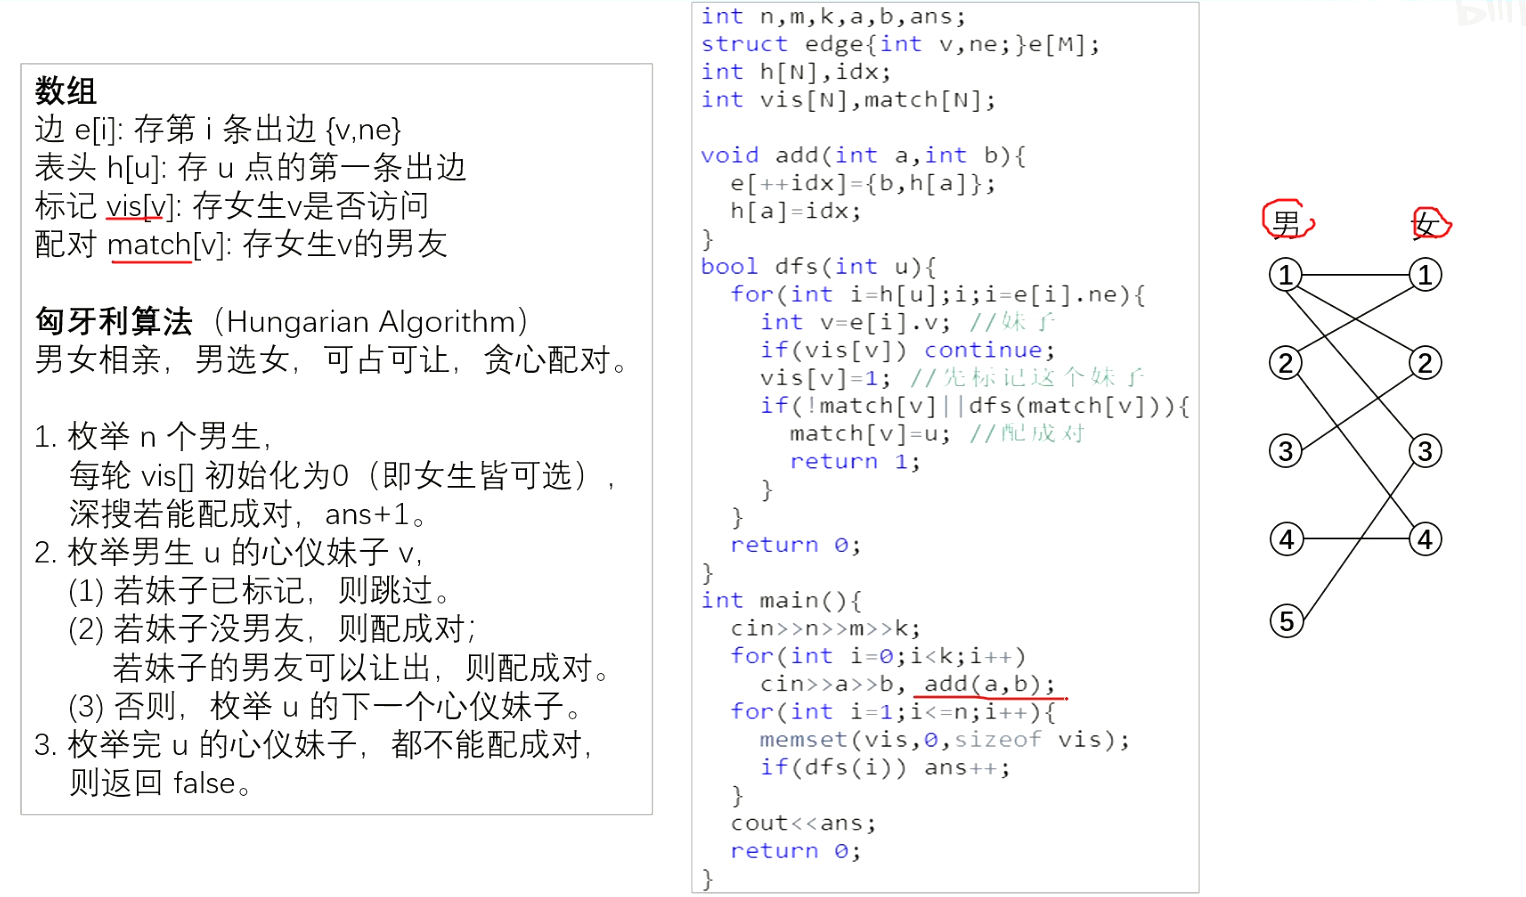 数组
边 e[i]: 存第 i 条出边 {v,ne}
表头 h[u]: 存 u 点的第一条出边
标记 vis[v]: 存女生v是否访问
配对 match[v]: 存女生v的男友
匈牙利算法（Hungarian Algorithm）
男女相亲，男选女，可占可让，贪心配对。
1. 枚举 n 个男生，
每轮 vis[] 初始化为0（即女生皆可选），
深搜若能配成对，ans+1。
2. 枚举男生 u 的心仪妹子 v，
(1) 若妹子已标记，则跳过。
(2) 若妹子没男友，则配成对；
若妹子的男友可以让出，则配成对。
(3) 否则，枚举 u 的下一个心仪妹子。
3. 枚举完 u 的心仪妹子，都不能配成对，
则返回 false。
int n,m,k,a,b,ans;
struct edge{int v,ne;}e[M];
int h[N],idx;
int vis[N],match[N];
void add(int a,int b){
e[++idx]={b,h[a]};
h[a]=idx;
}
bool dfs(int u){
for(int i=h[u];i;i=e[i].ne){
int v=e[i].v; //妹子
if(vis[v]) continue;
vis[v]=1; //先标记这个妹子
if(!match[v]||dfs(match[v])){
match[v]=u; //配成对
return 1;
}
}
return 0;
}
int main(){
cin>>n>>m>>k;
for(int i=0;i<k;i++)
cin>>a>>b, add(a,b);
for(int i=1;i<=n;i++){
memset(vis,0,sizeof vis);
if(dfs(i)) ans++;
}
cout<<ans;
return 0;
}
男 女
1 1
2 2
3 3
4 4
5